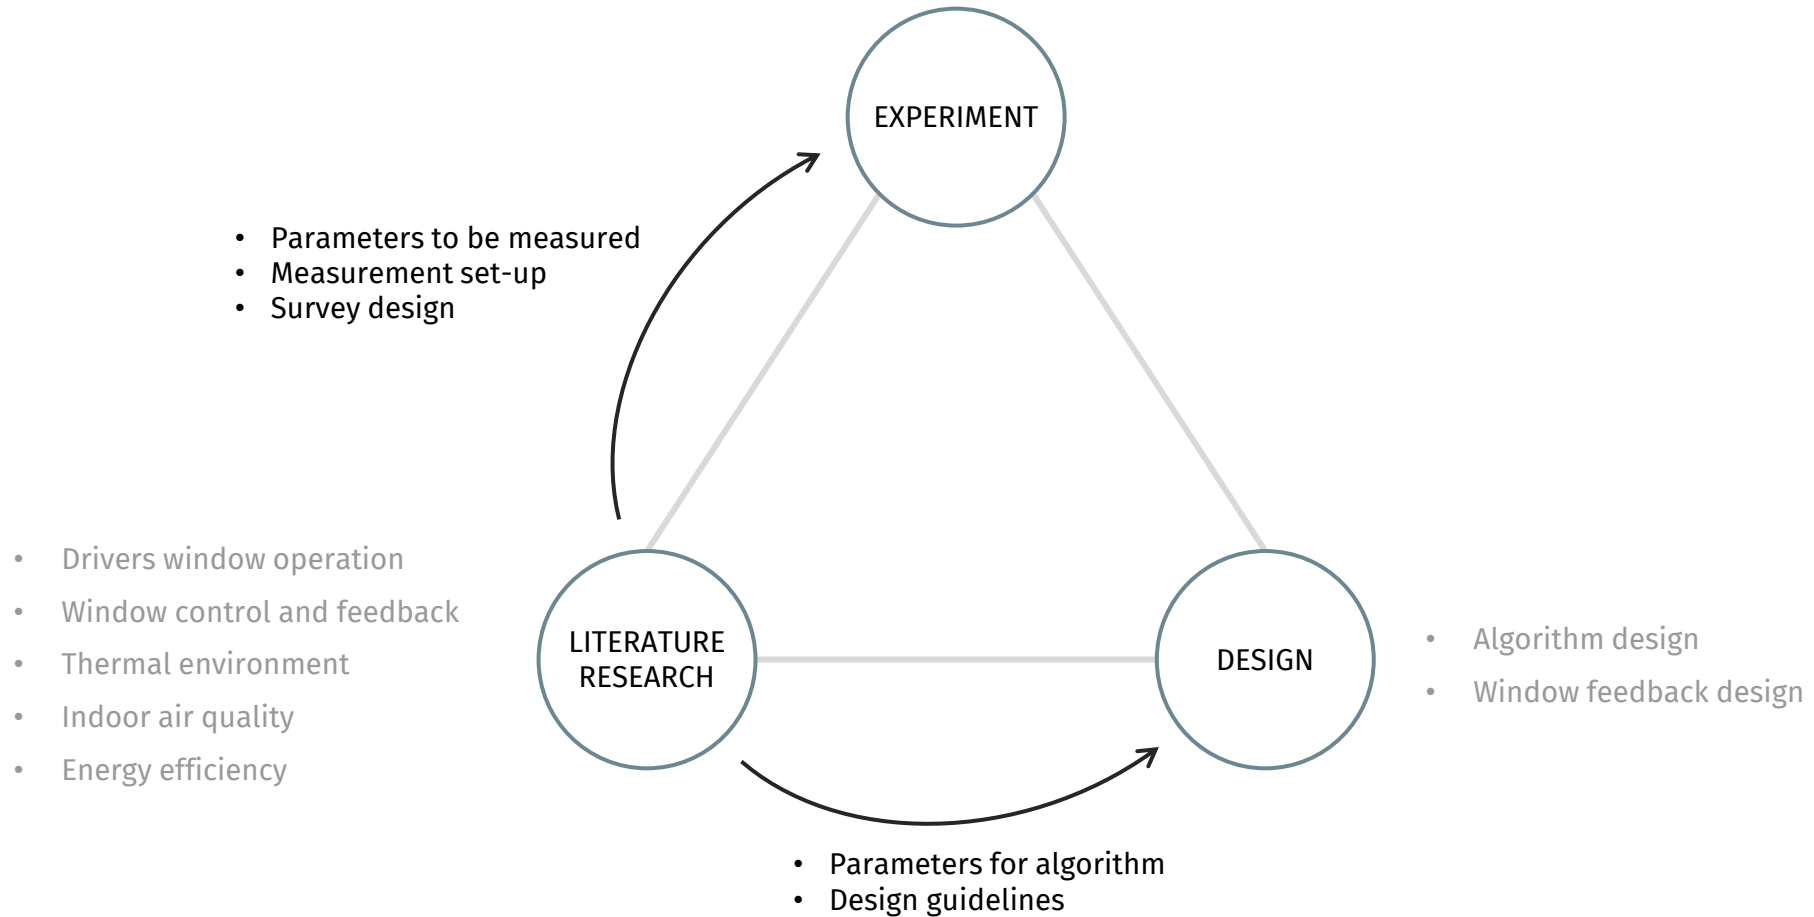 EXPERIMENT
• Parameters to be measured
• Measurement set-up
• Survey design
• Drivers window operation
• Window control and feedback
• Thermal environment
• Indoor air quality
• Energy efficiency
LITERATURE
RESEARCH
DESIGN
• Algorithm design
• Window feedback design
• Parameters for algorithm
• Design guidelines